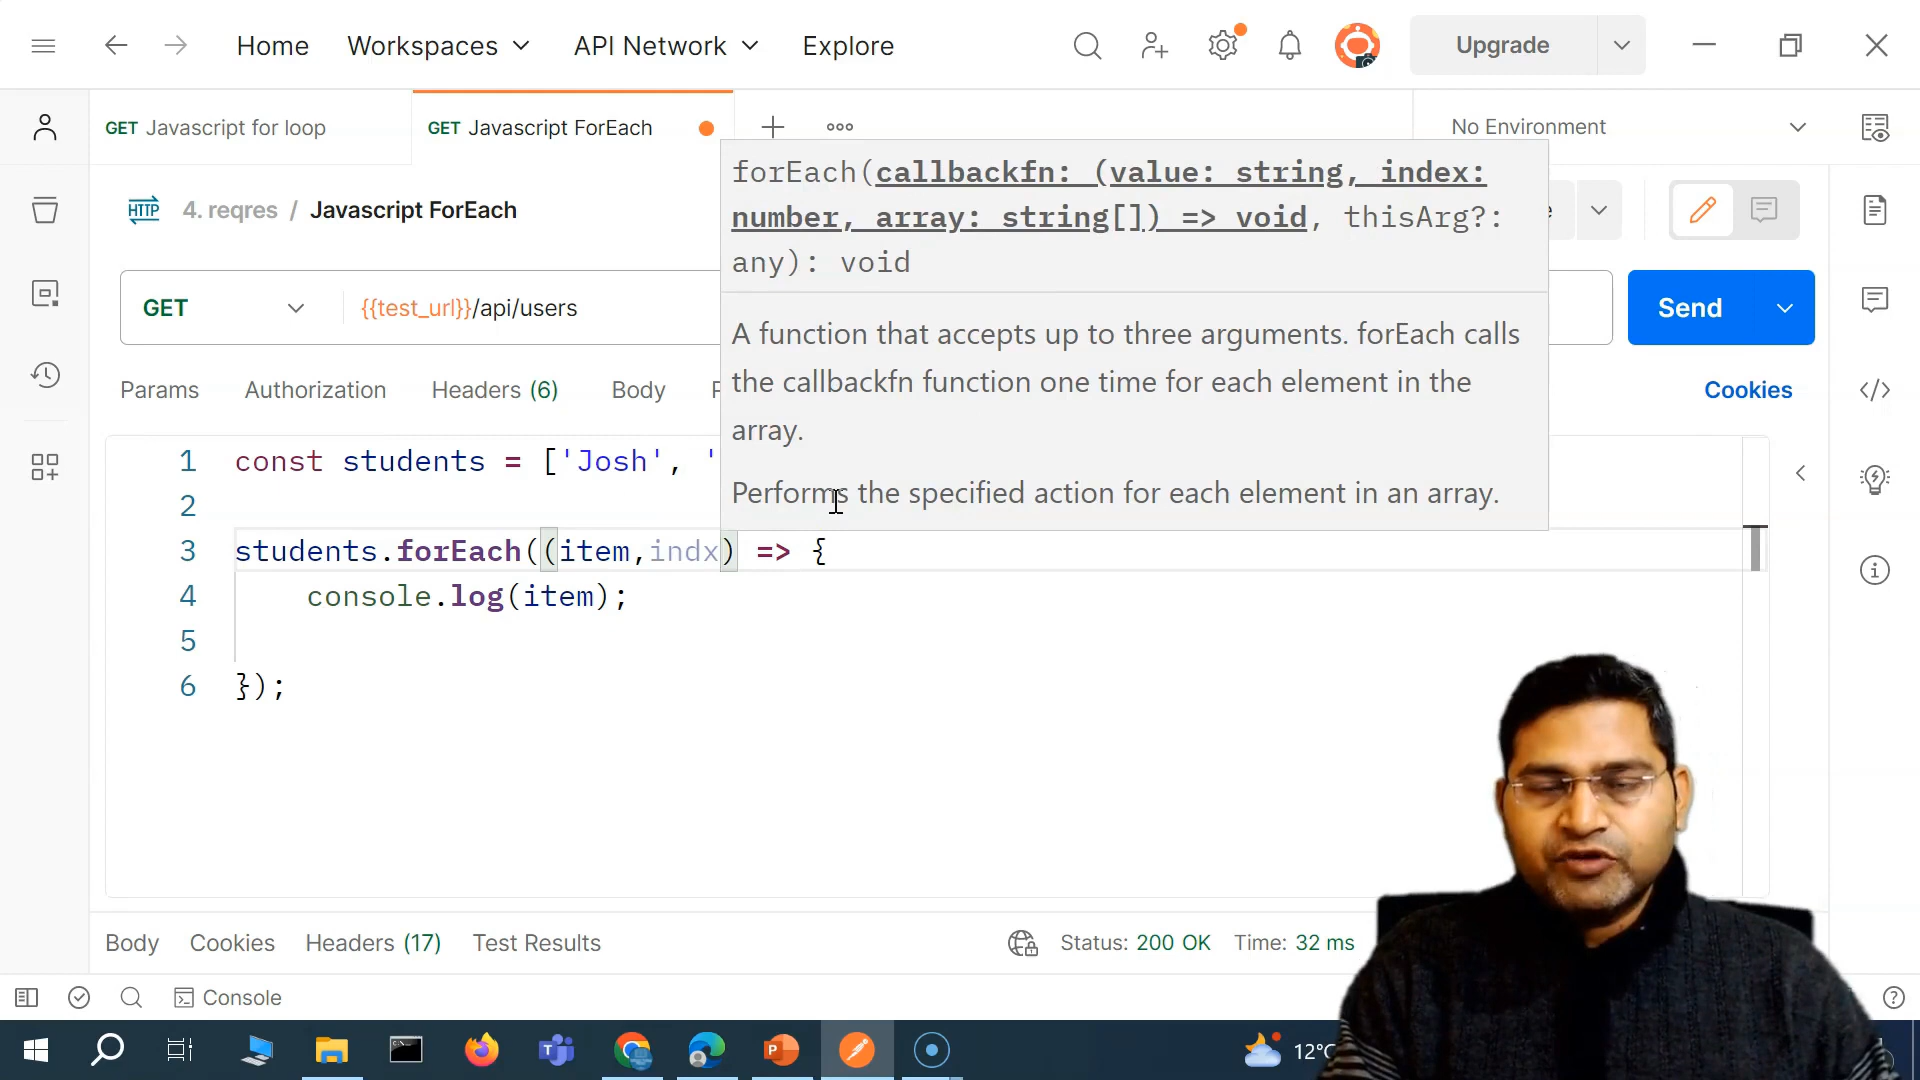 Home Workspaces API Network Explore Upgrade
GET Javascript for loop GET Javascript ForEach No Environment
forEach(callbackfn: (value: string, index:
number, array: string[]) => void, thisArg?:
any): void
HTTP 4. reqres / Javascript ForEach
GET {{test_url}}/api/users Send
A function that accepts up to three arguments. forEach calls
the callbackfn function one time for each element in the
array.
Performs the specified action for each element in an array.
Params Authorization Headers (6) Body Cookies
1 const students = ['Josh', '
2
3 students.forEach((item,indx) => {
4 console.log(item);
5
6 });
Body Cookies Headers (17) Test Results Status: 200 OK Time: 32 ms
Console
12°C